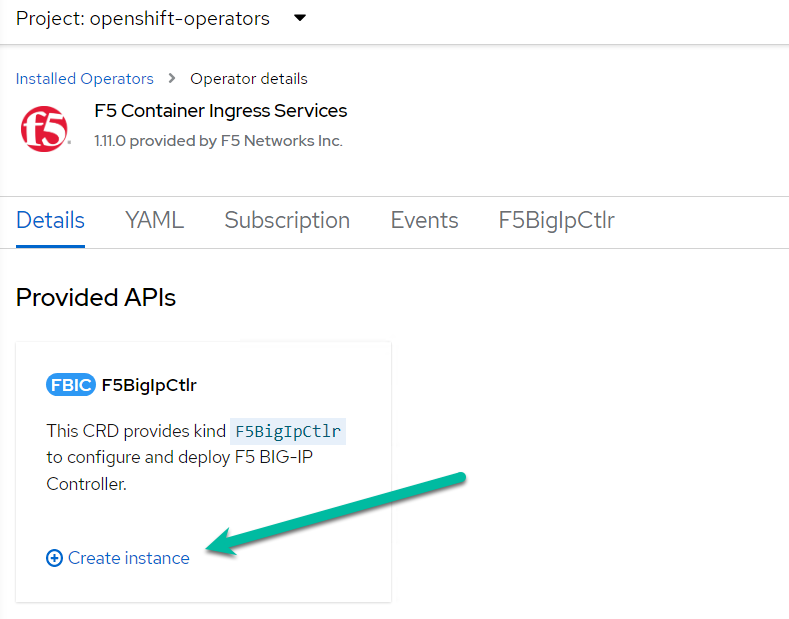 Project: openshift-operators
Installed Operators > Operator details
f5
F5 Container Ingress Services
1.11.0 provided by F5 Networks Inc.
Details YAML Subscription Events F5BigIpCtlr
Provided APIs
FBIC F5BigIpCtlr
This CRD provides kind F5BigIpCtlr
to configure and deploy F5 BIG-IP
Controller.
Create instance